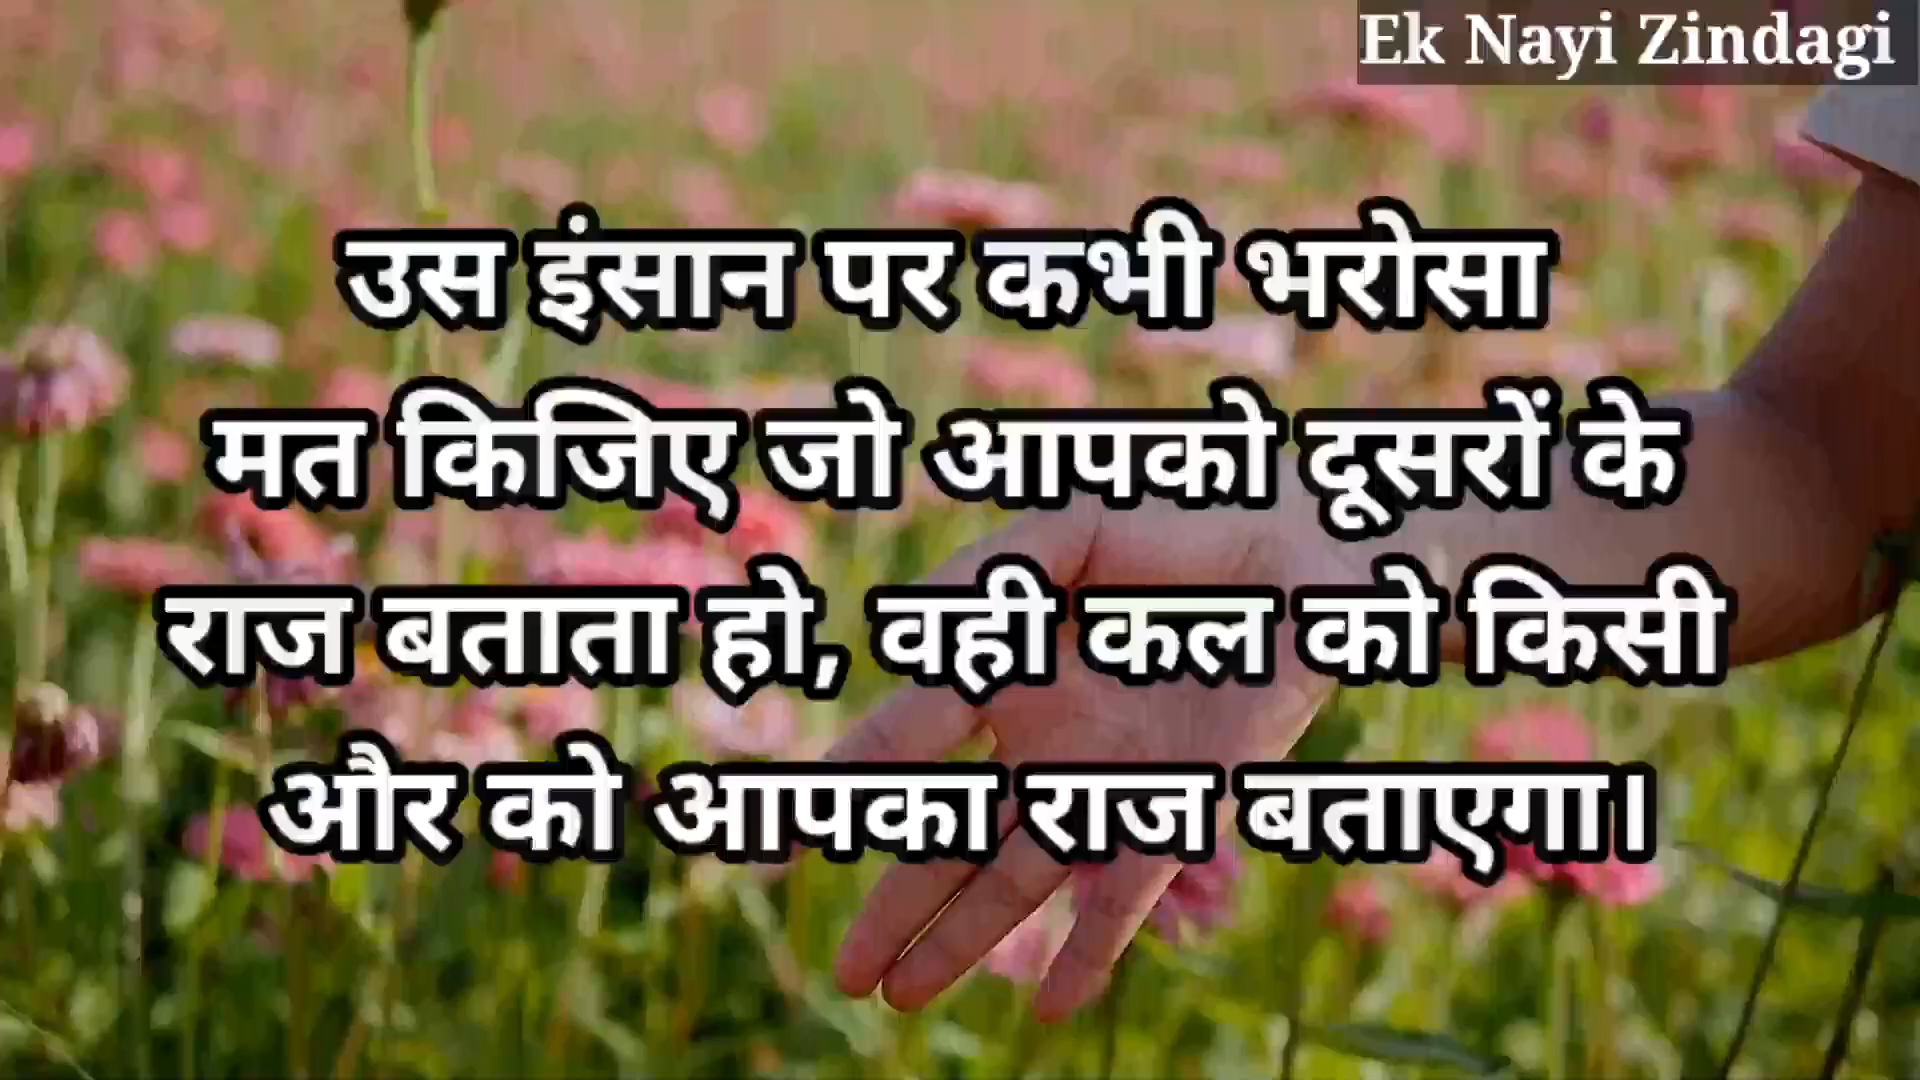 Ek Nayi Zindagi
उस इंसान पर कभी भरोसा
मत किजिए जो आपको दूसरों के
राज बताता हो, वही कल को किसी
और को आपका राज बताएगा।